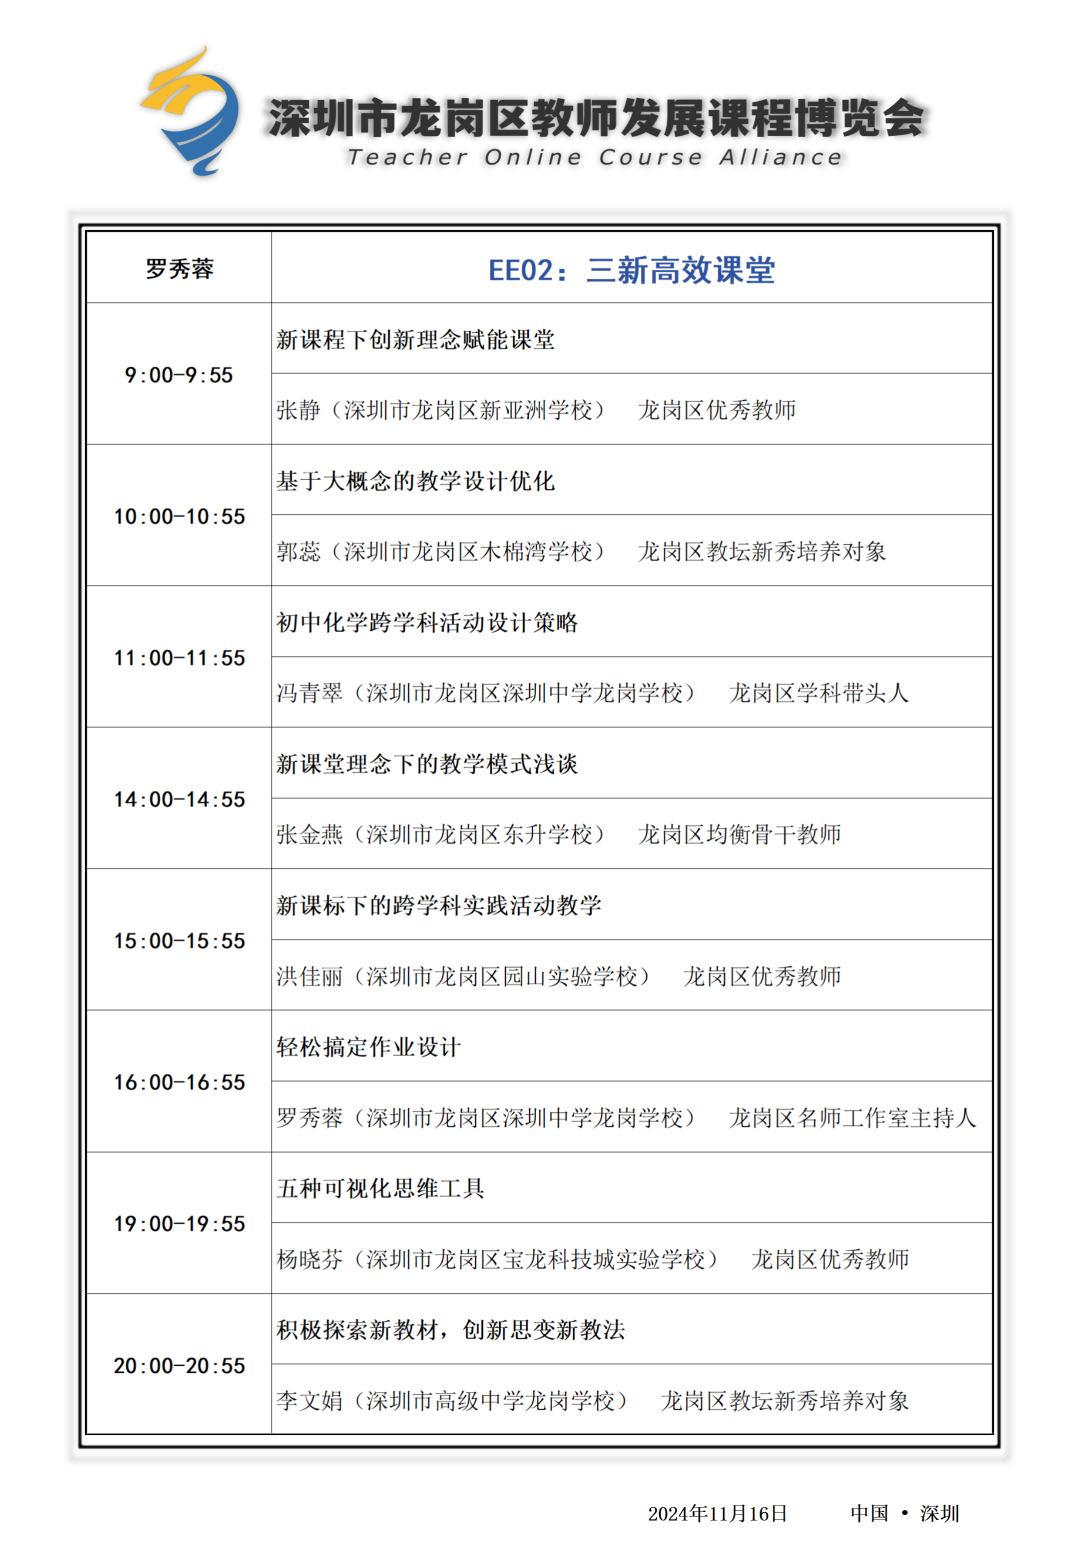 深圳市龙岗区教师发展课程博览会
Teacher Online Course Alliance
罗秀蓉
EE02：三新高效课堂
9:00-9:55
新课程下创新理念赋能课堂
张静（深圳市龙岗区新亚洲学校） 龙岗区优秀教师
10:00-10:55
基于大概念的教学设计优化
郭蕊（深圳市龙岗区木棉湾学校） 龙岗区教坛新秀培养对象
11:00-11:55
初中化学跨学科活动设计策略
冯青翠（深圳市龙岗区深圳中学龙岗学校） 龙岗区学科带头人
14:00-14:55
新课堂理念下的教学模式浅谈
张金燕（深圳市龙岗区东升学校） 龙岗区均衡骨干教师
15:00-15:55
新课标下的跨学科实践活动教学
洪佳丽（深圳市龙岗区园山实验学校） 龙岗区优秀教师
16:00-16:55
轻松搞定作业设计
罗秀蓉（深圳市龙岗区深圳中学龙岗学校） 龙岗区名师工作室主持人
19:00-19:55
五种可视化思维工具
杨晓芬（深圳市龙岗区宝龙科技城实验学校） 龙岗区优秀教师
20:00-20:55
积极探索新教材，创新思变新教法
李文娟（深圳市高级中学龙岗学校） 龙岗区教坛新秀培养对象
2024年11月16日 中国 • 深圳